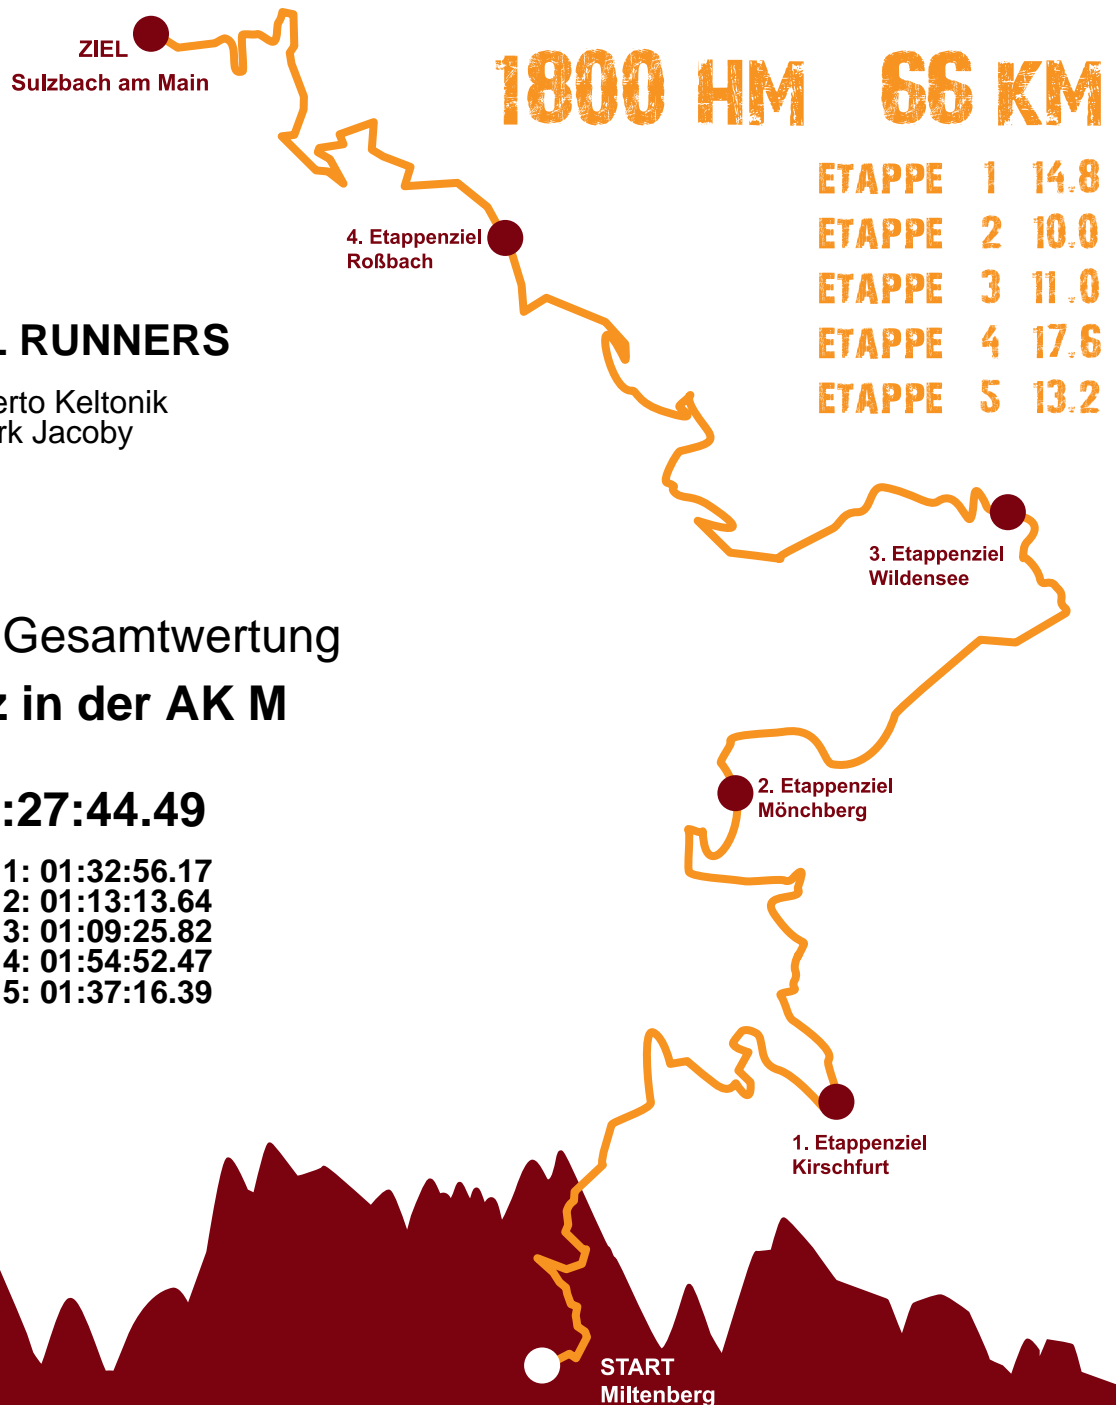 ZIEL
Sulzbach am Main
1800 HM 66 KM
ETAPPE 1 14.8
ETAPPE 2 10.0
ETAPPE 3 11.0
ETAPPE 4 17.6
ETAPPE 5 13.2
4. Etappenziel
Roßbach
RUNNERS
erto Keltonik
rk Jacoby
3. Etappenziel
Wildensee
Gesamtwertung
z in der AK M
2. Etappenziel
Mönchberg
:27:44.49
1: 01:32:56.17
2: 01:13:13.64
3: 01:09:25.82
4: 01:54:52.47
5: 01:37:16.39
1. Etappenziel
Kirschfurt
START
Miltenberg